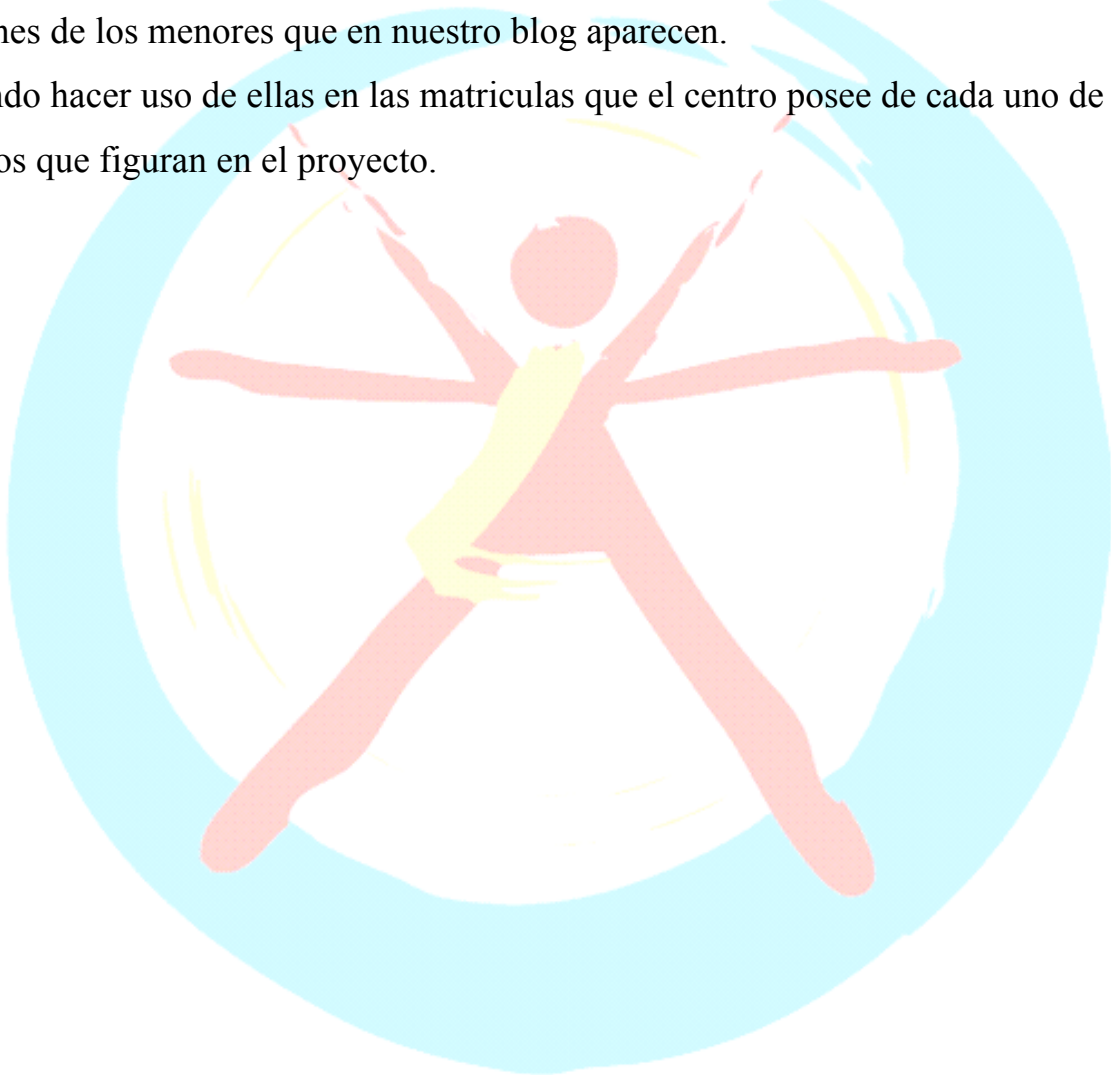 nes de los menores que en nuestro blog aparecen.
ndo hacer uso de ellas en las matriculas que el centro posee de cada uno de
os que figuran en el proyecto.